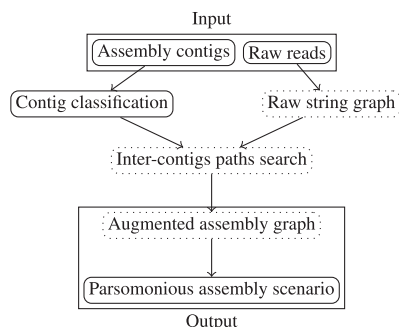 Input
Assembly contigs Raw reads
Contig classification Raw string graph
Inter-contigs paths search
Augmented assembly graph
Parsomonious assembly scenario
Output